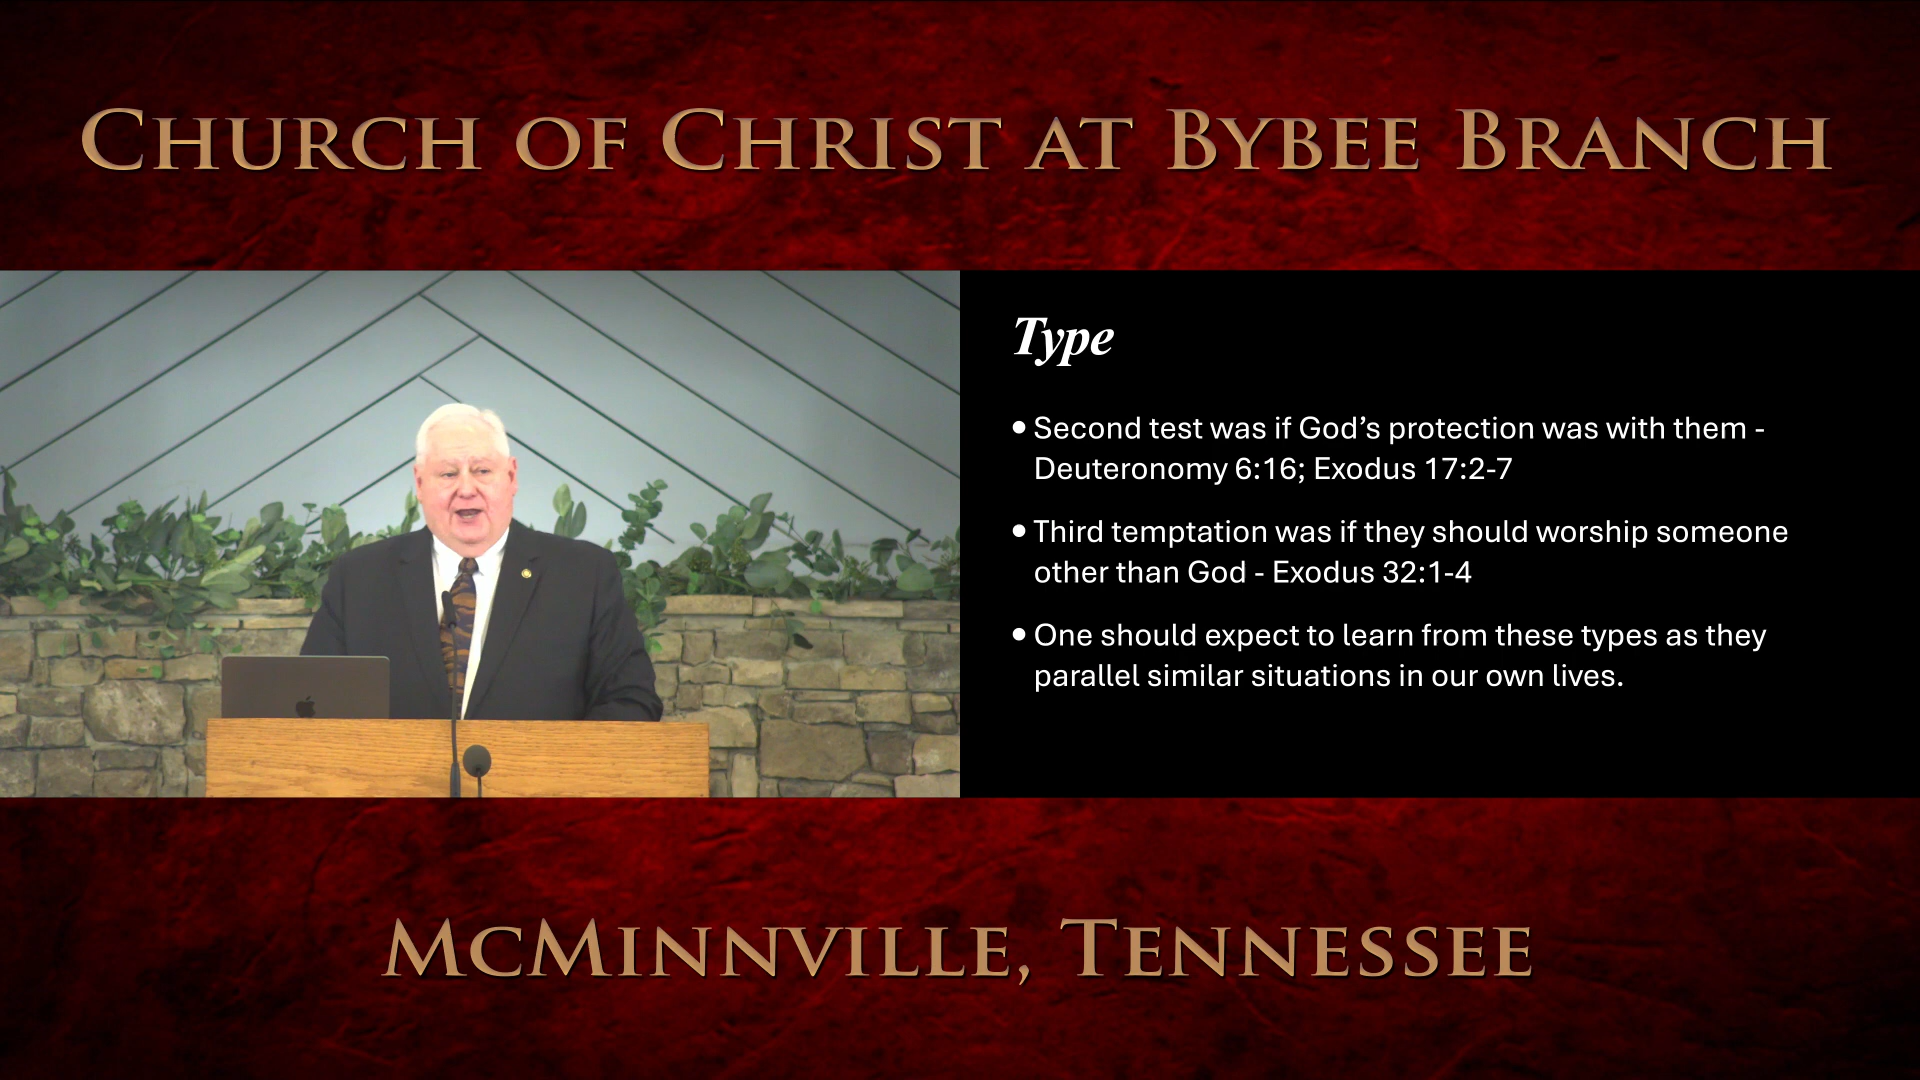 Church of Christ at Bybee Branch
Type
• Second test was if God’s protection was with them -
Deuteronomy 6:16; Exodus 17:2-7
• Third temptation was if they should worship someone
other than God - Exodus 32:1-4
• One should expect to learn from these types as they
parallel similar situations in our own lives.
McMinnville, Tennessee